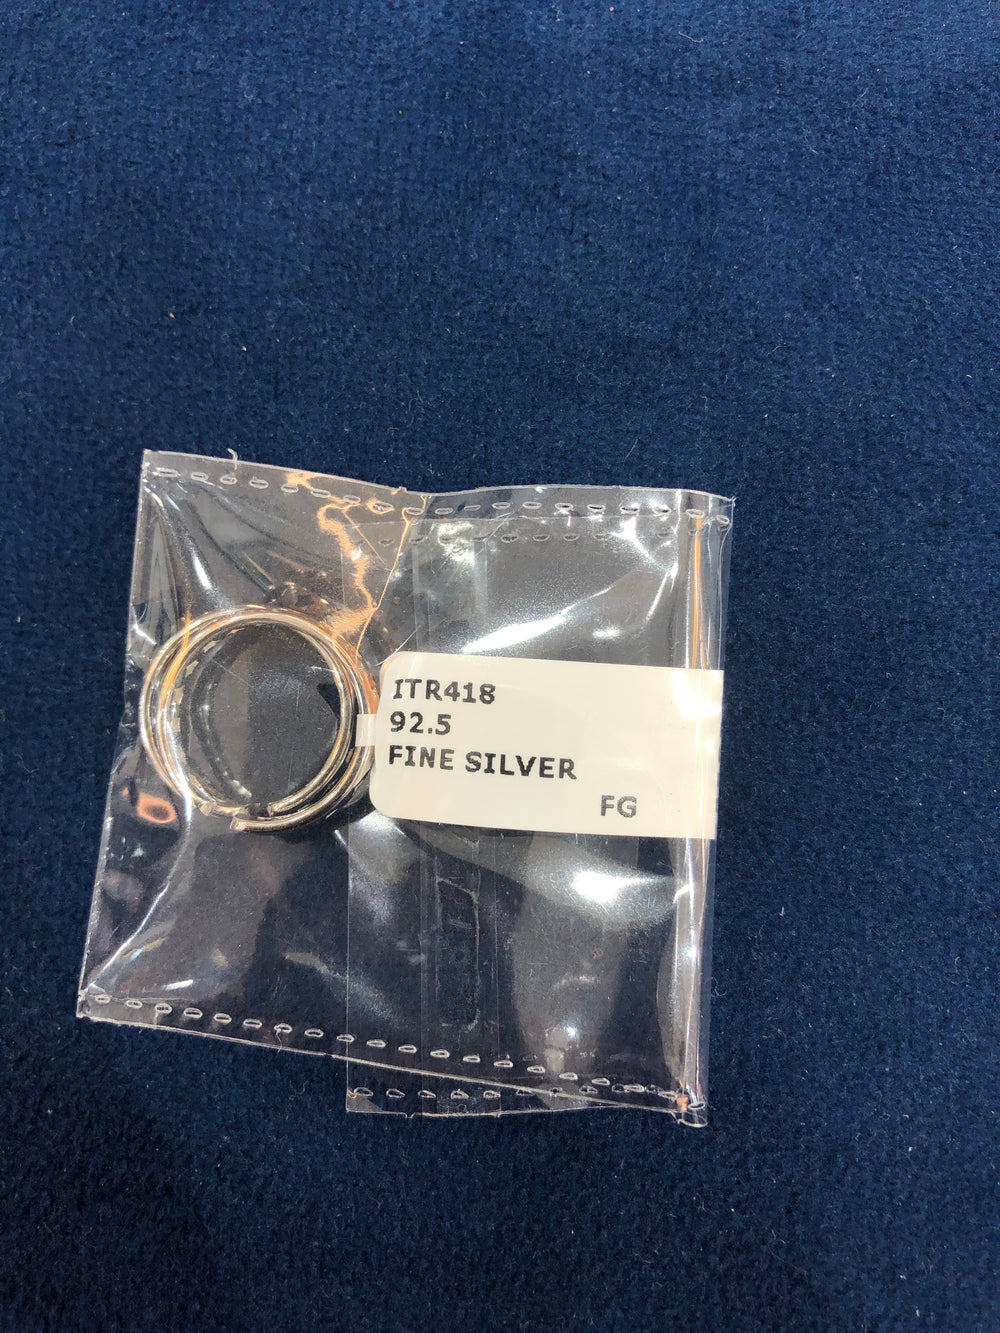 ITR418
92.5
FINE SILVER
FG